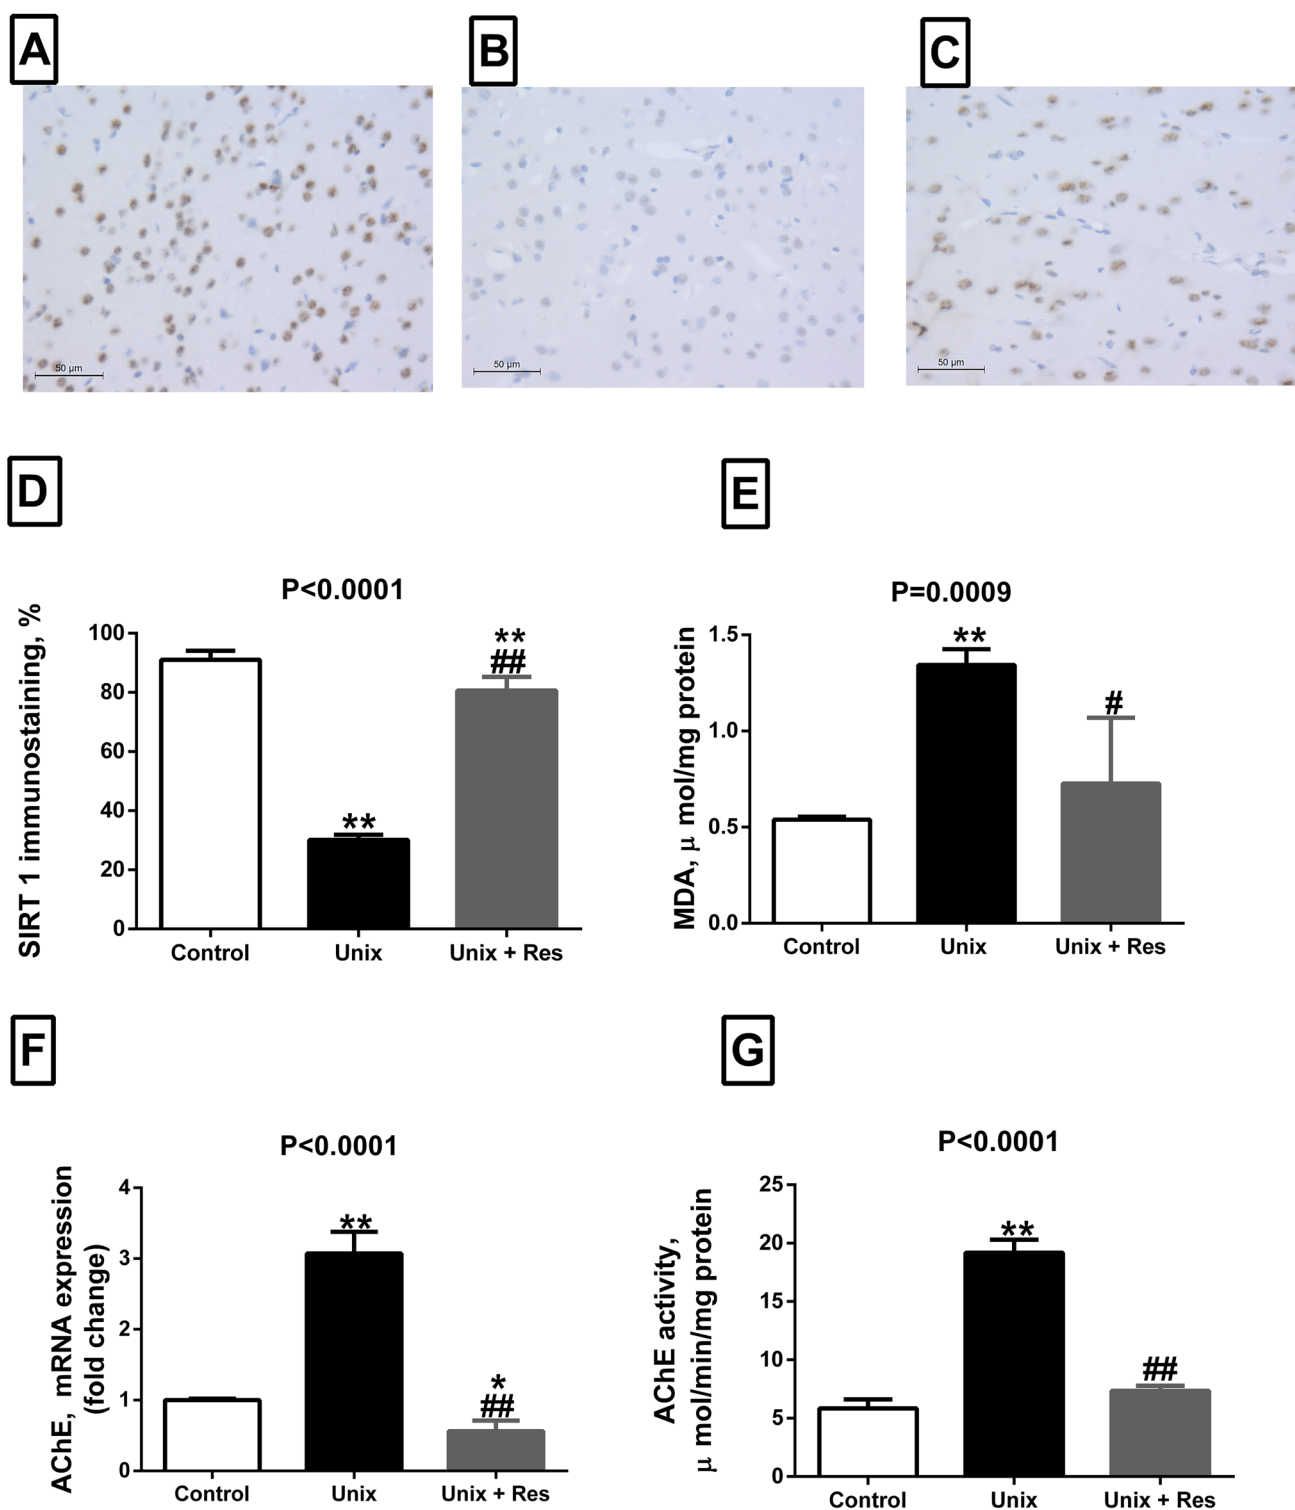 A
B
C
50 µm
50 µm
50 µm
D
E
P<0.0001
SIRT 1 immunostaining, %
100
80
60
40
20
0
**
**
##
Control
Unix
Unix + Res
P=0.0009
MDA, µ mol/mg protein
1.5
1.0
0.5
0.0
**
#
Control
Unix
Unix + Res
F
G
P<0.0001
AChE, mRNA expression
(fold change)
4
3
2
1
0
**
*
##
Control
Unix
Unix + Res
P<0.0001
AChE activity,
µ mol/min/mg protein
25
20
15
10
5
0
**
##
Control
Unix
Unix + Res